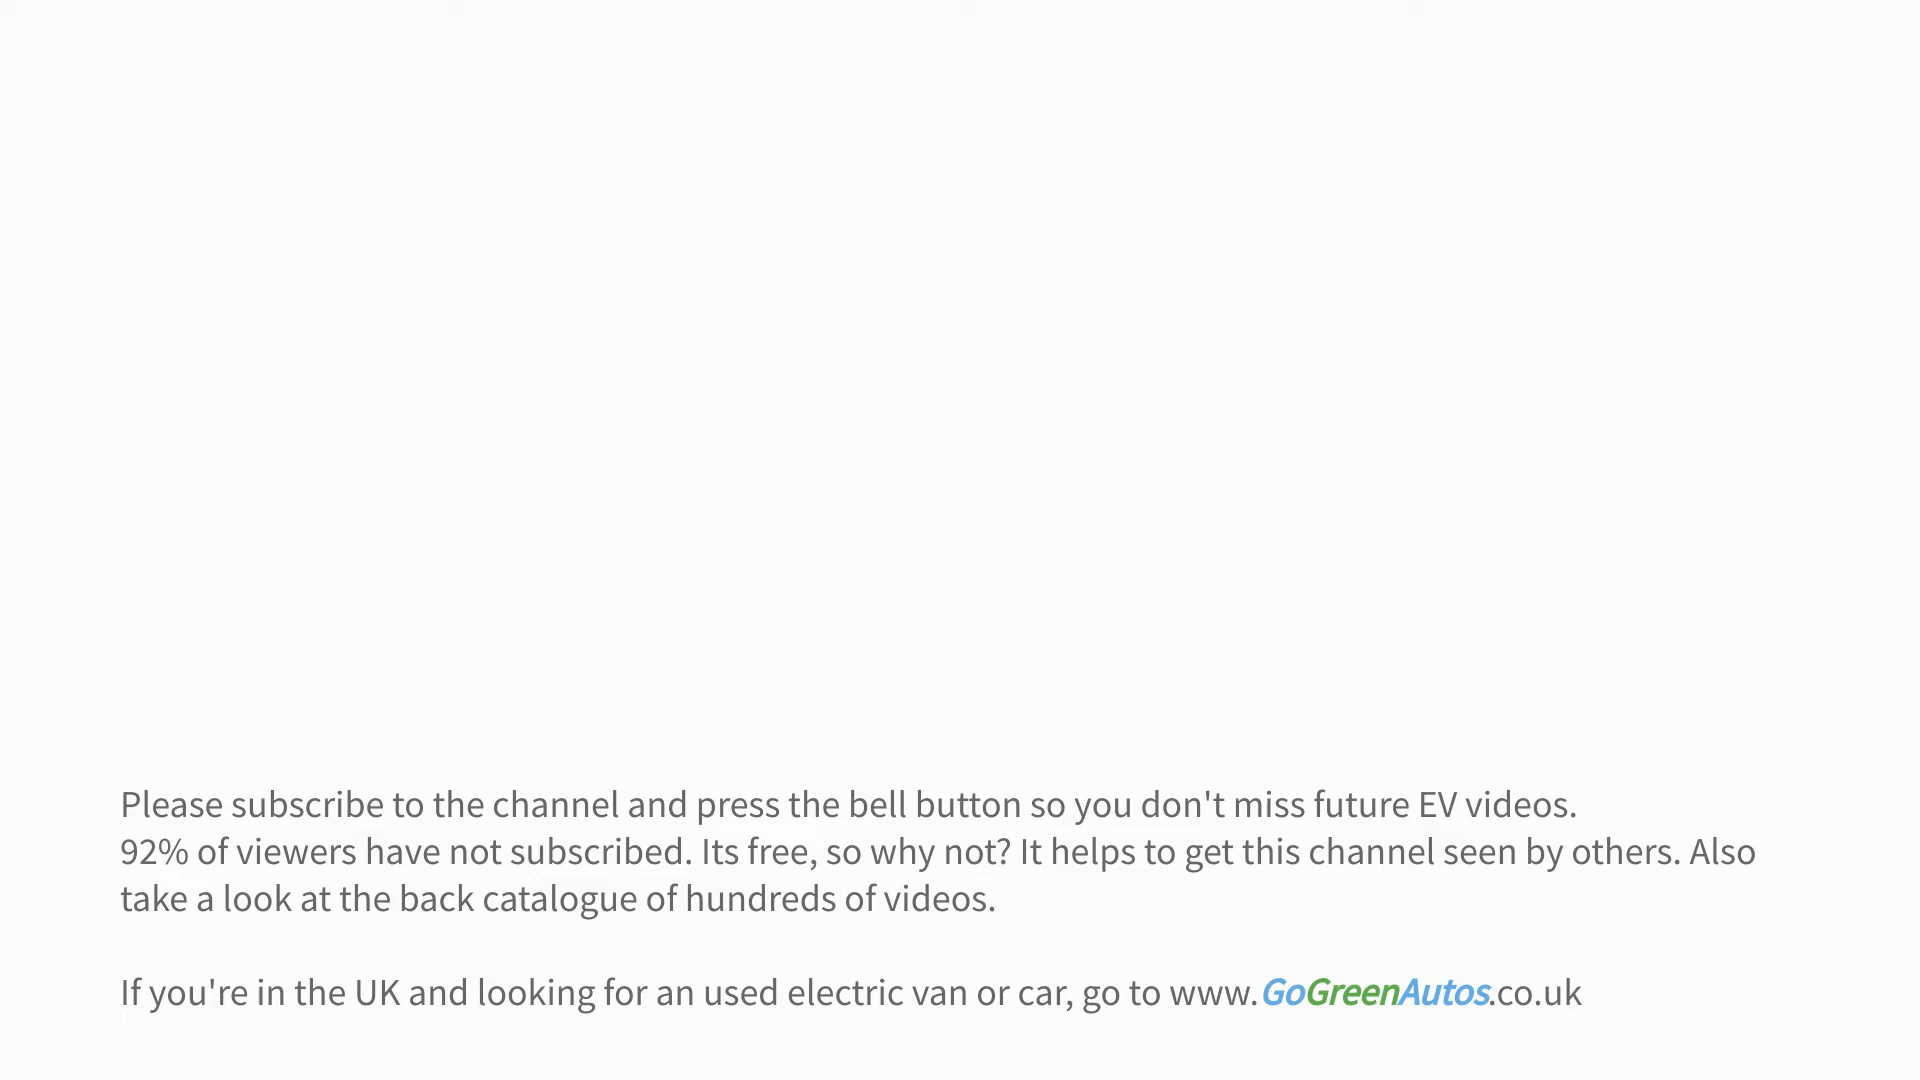 Please subscribe to the channel and press the bell button so you don't miss future EV videos.
92% of viewers have not subscribed. Its free, so why not? It helps to get this channel seen by others. Also
take a look at the back catalogue of hundreds of videos.
If you're in the UK and looking for an used electric van or car, go to www.GoGreenAutos.co.uk